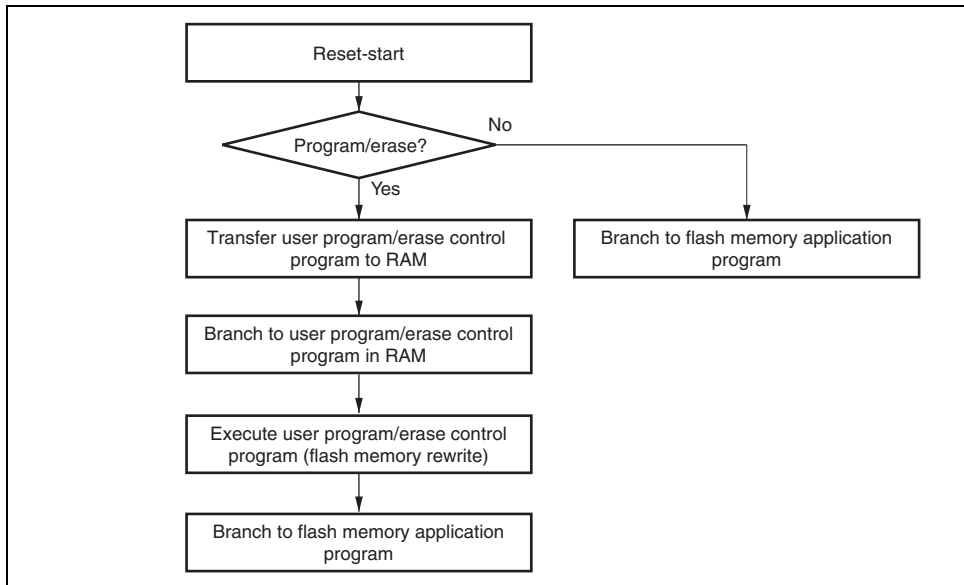 Reset-start
Program/erase?
No
Yes
Transfer user program/erase control
program to RAM
Branch to flash memory application
program
Branch to user program/erase control
program in RAM
Execute user program/erase control
program (flash memory rewrite)
Branch to flash memory application
program